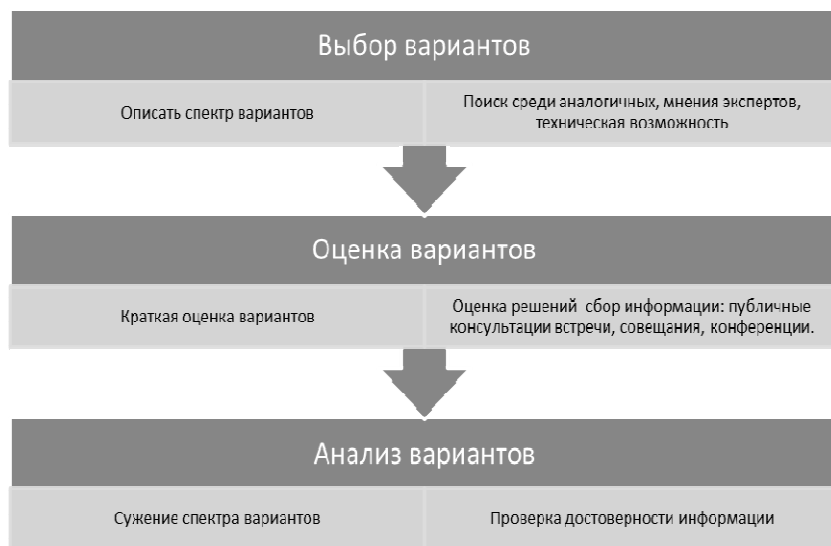 Выбор вариантов
Описать спектр вариантов
Поиск среди аналогичных, мнения экспертов,
техническая возможность
Оценка вариантов
Краткая оценка вариантов
Оценка решений сбор информации: публичные
консультации встречи, совещания, конференции.
Анализ вариантов
Сужение спектра вариантов
Проверка достоверности информации